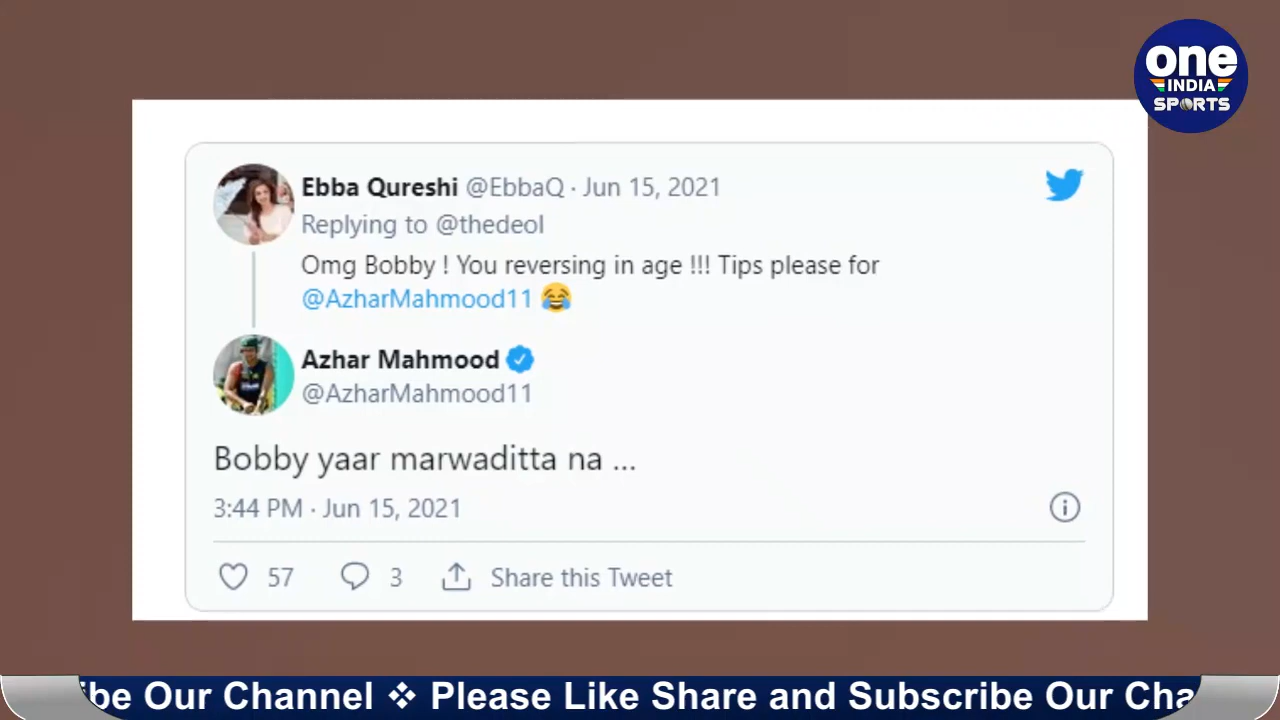 one
INDIA
SPORTS
Ebba Qureshi @EbbaQ · Jun 15, 2021
Replying to @thedeol
Omg Bobby ! You reversing in age !!! Tips please for
@AzharMahmood11 😂
Azhar Mahmood
@AzharMahmood11
Bobby yaar marwaditta na ...
3:44 PM · Jun 15, 2021
57 3 Share this Tweet
be Our Channel ❖ Please Like Share and Subscribe Our Cha